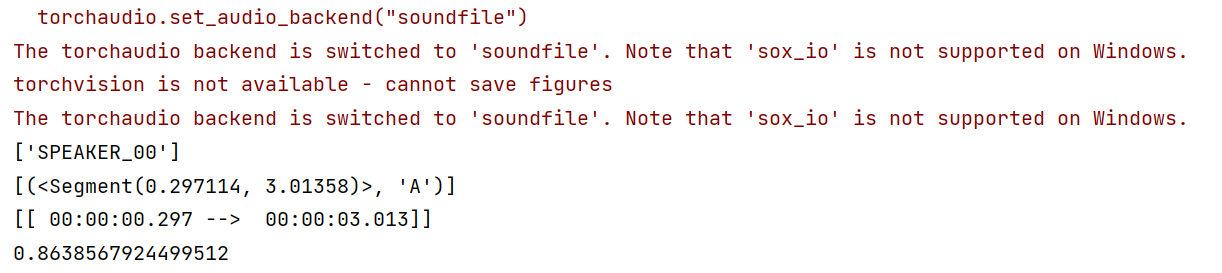 torchaudio.set_audio_backend("soundfile")
The torchaudio backend is switched to 'soundfile'. Note that 'sox_io' is not supported on Windows.
torchvision is not available - cannot save figures
The torchaudio backend is switched to 'soundfile'. Note that 'sox_io' is not supported on Windows.
['SPEAKER_00']
[(<Segment(0.297114, 3.01358)>, 'A')]
[[ 00:00:00.297 -->  00:00:03.013]]
0.8638567924499512